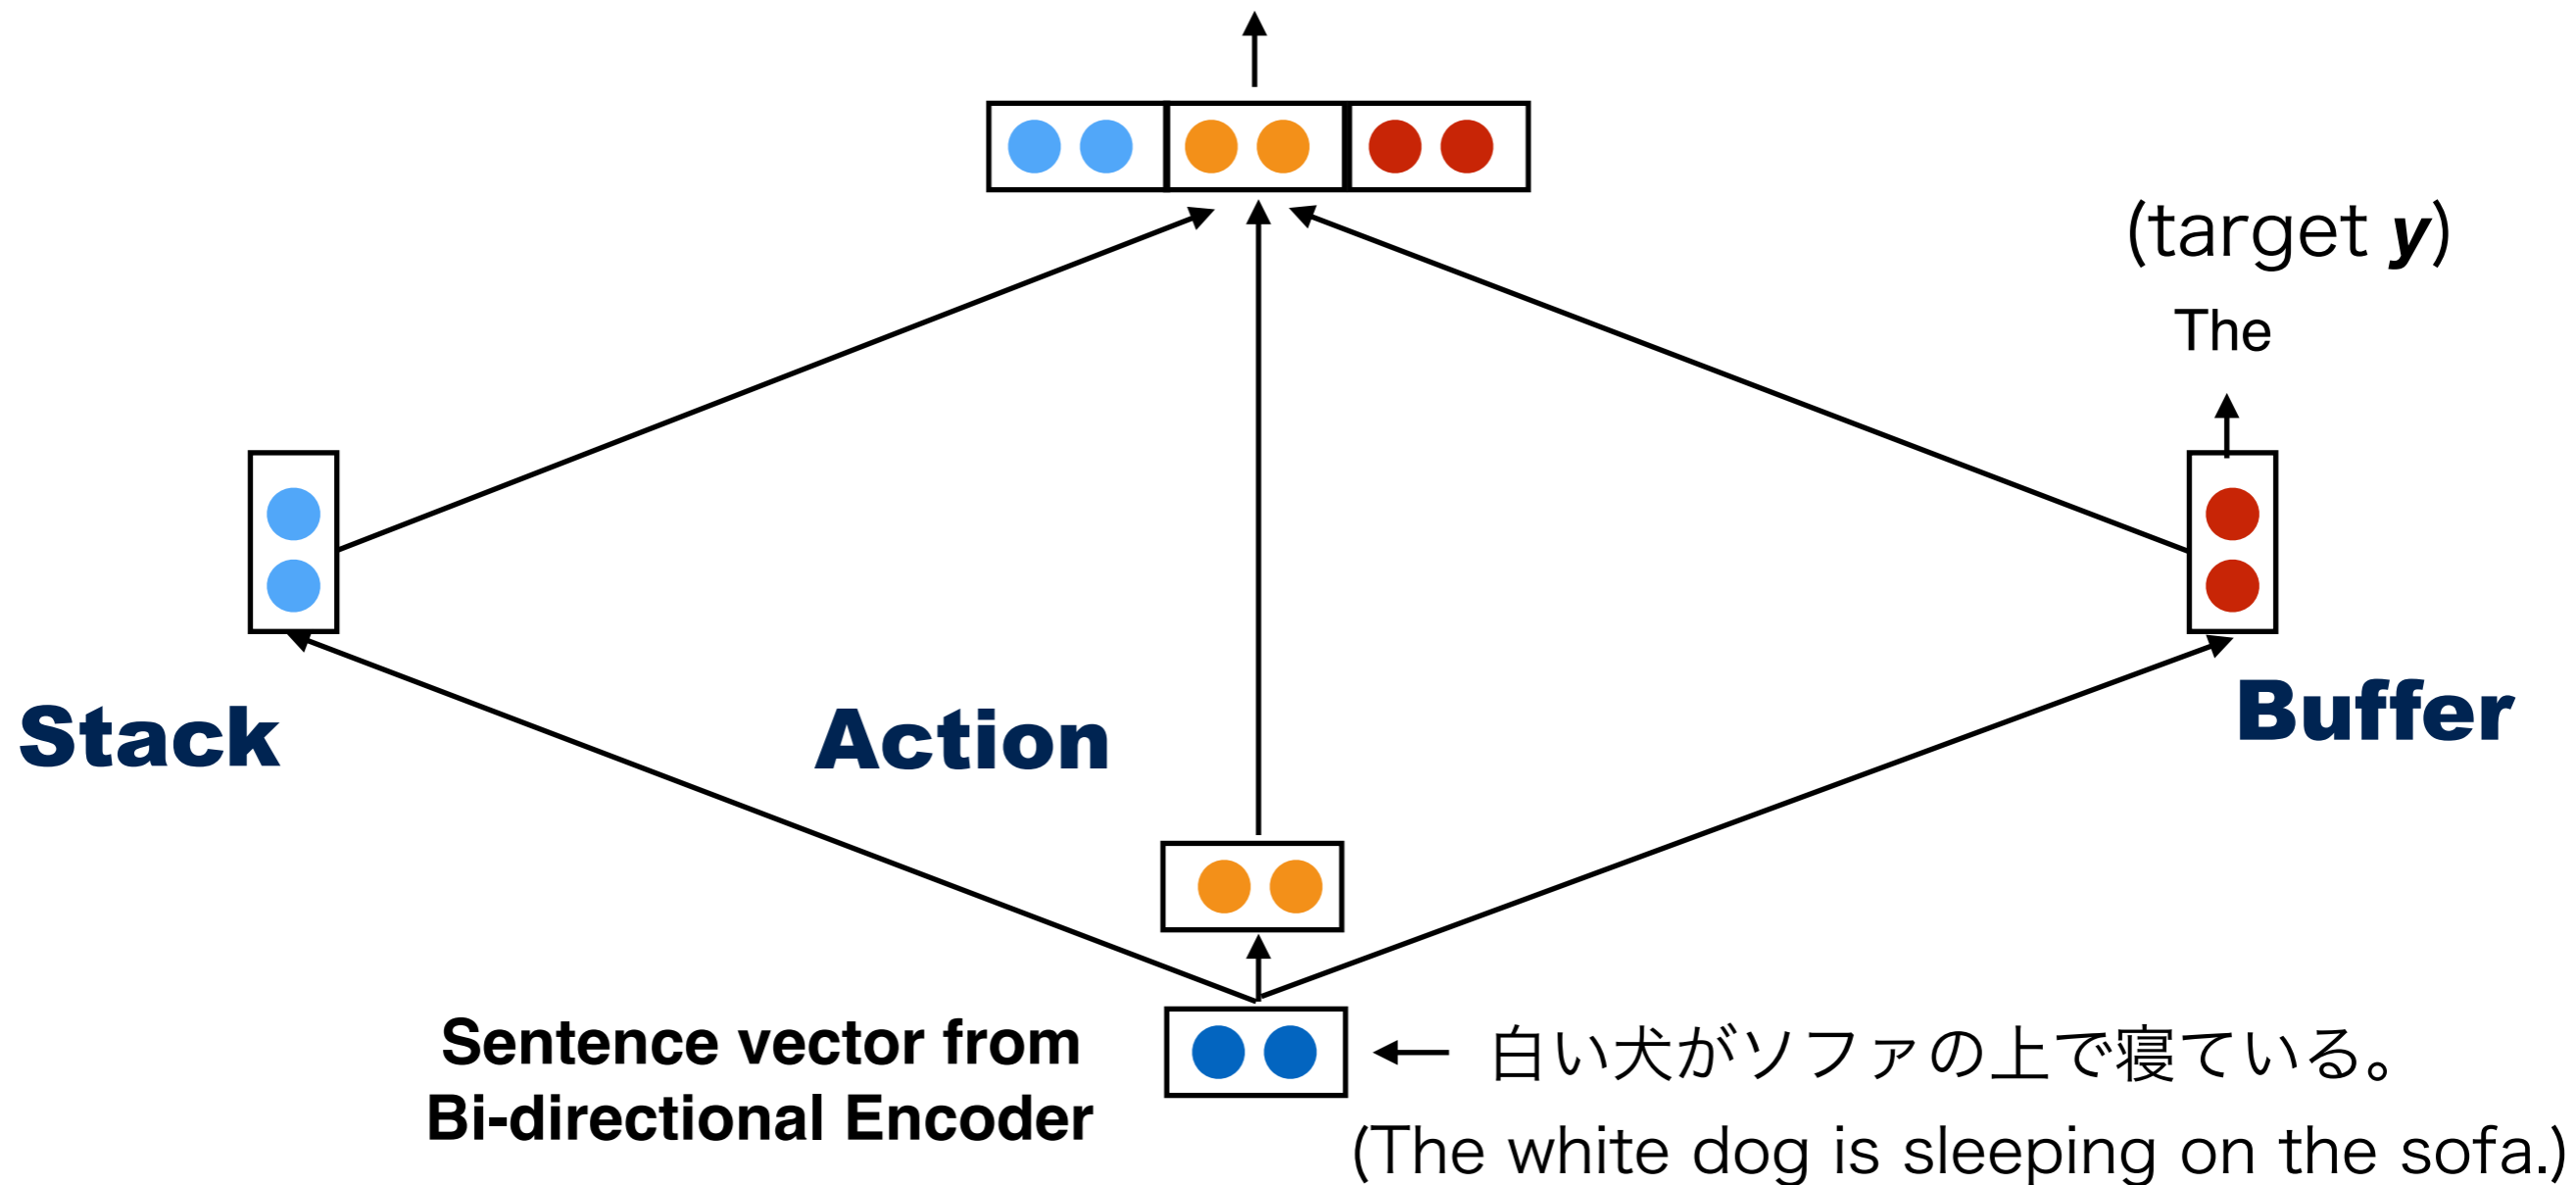 (target y)
The
Stack
Action
Buffer
Sentence vector from
Bi-directional Encoder
白い犬がソファの上で寝ている。
(The white dog is sleeping on the sofa.)